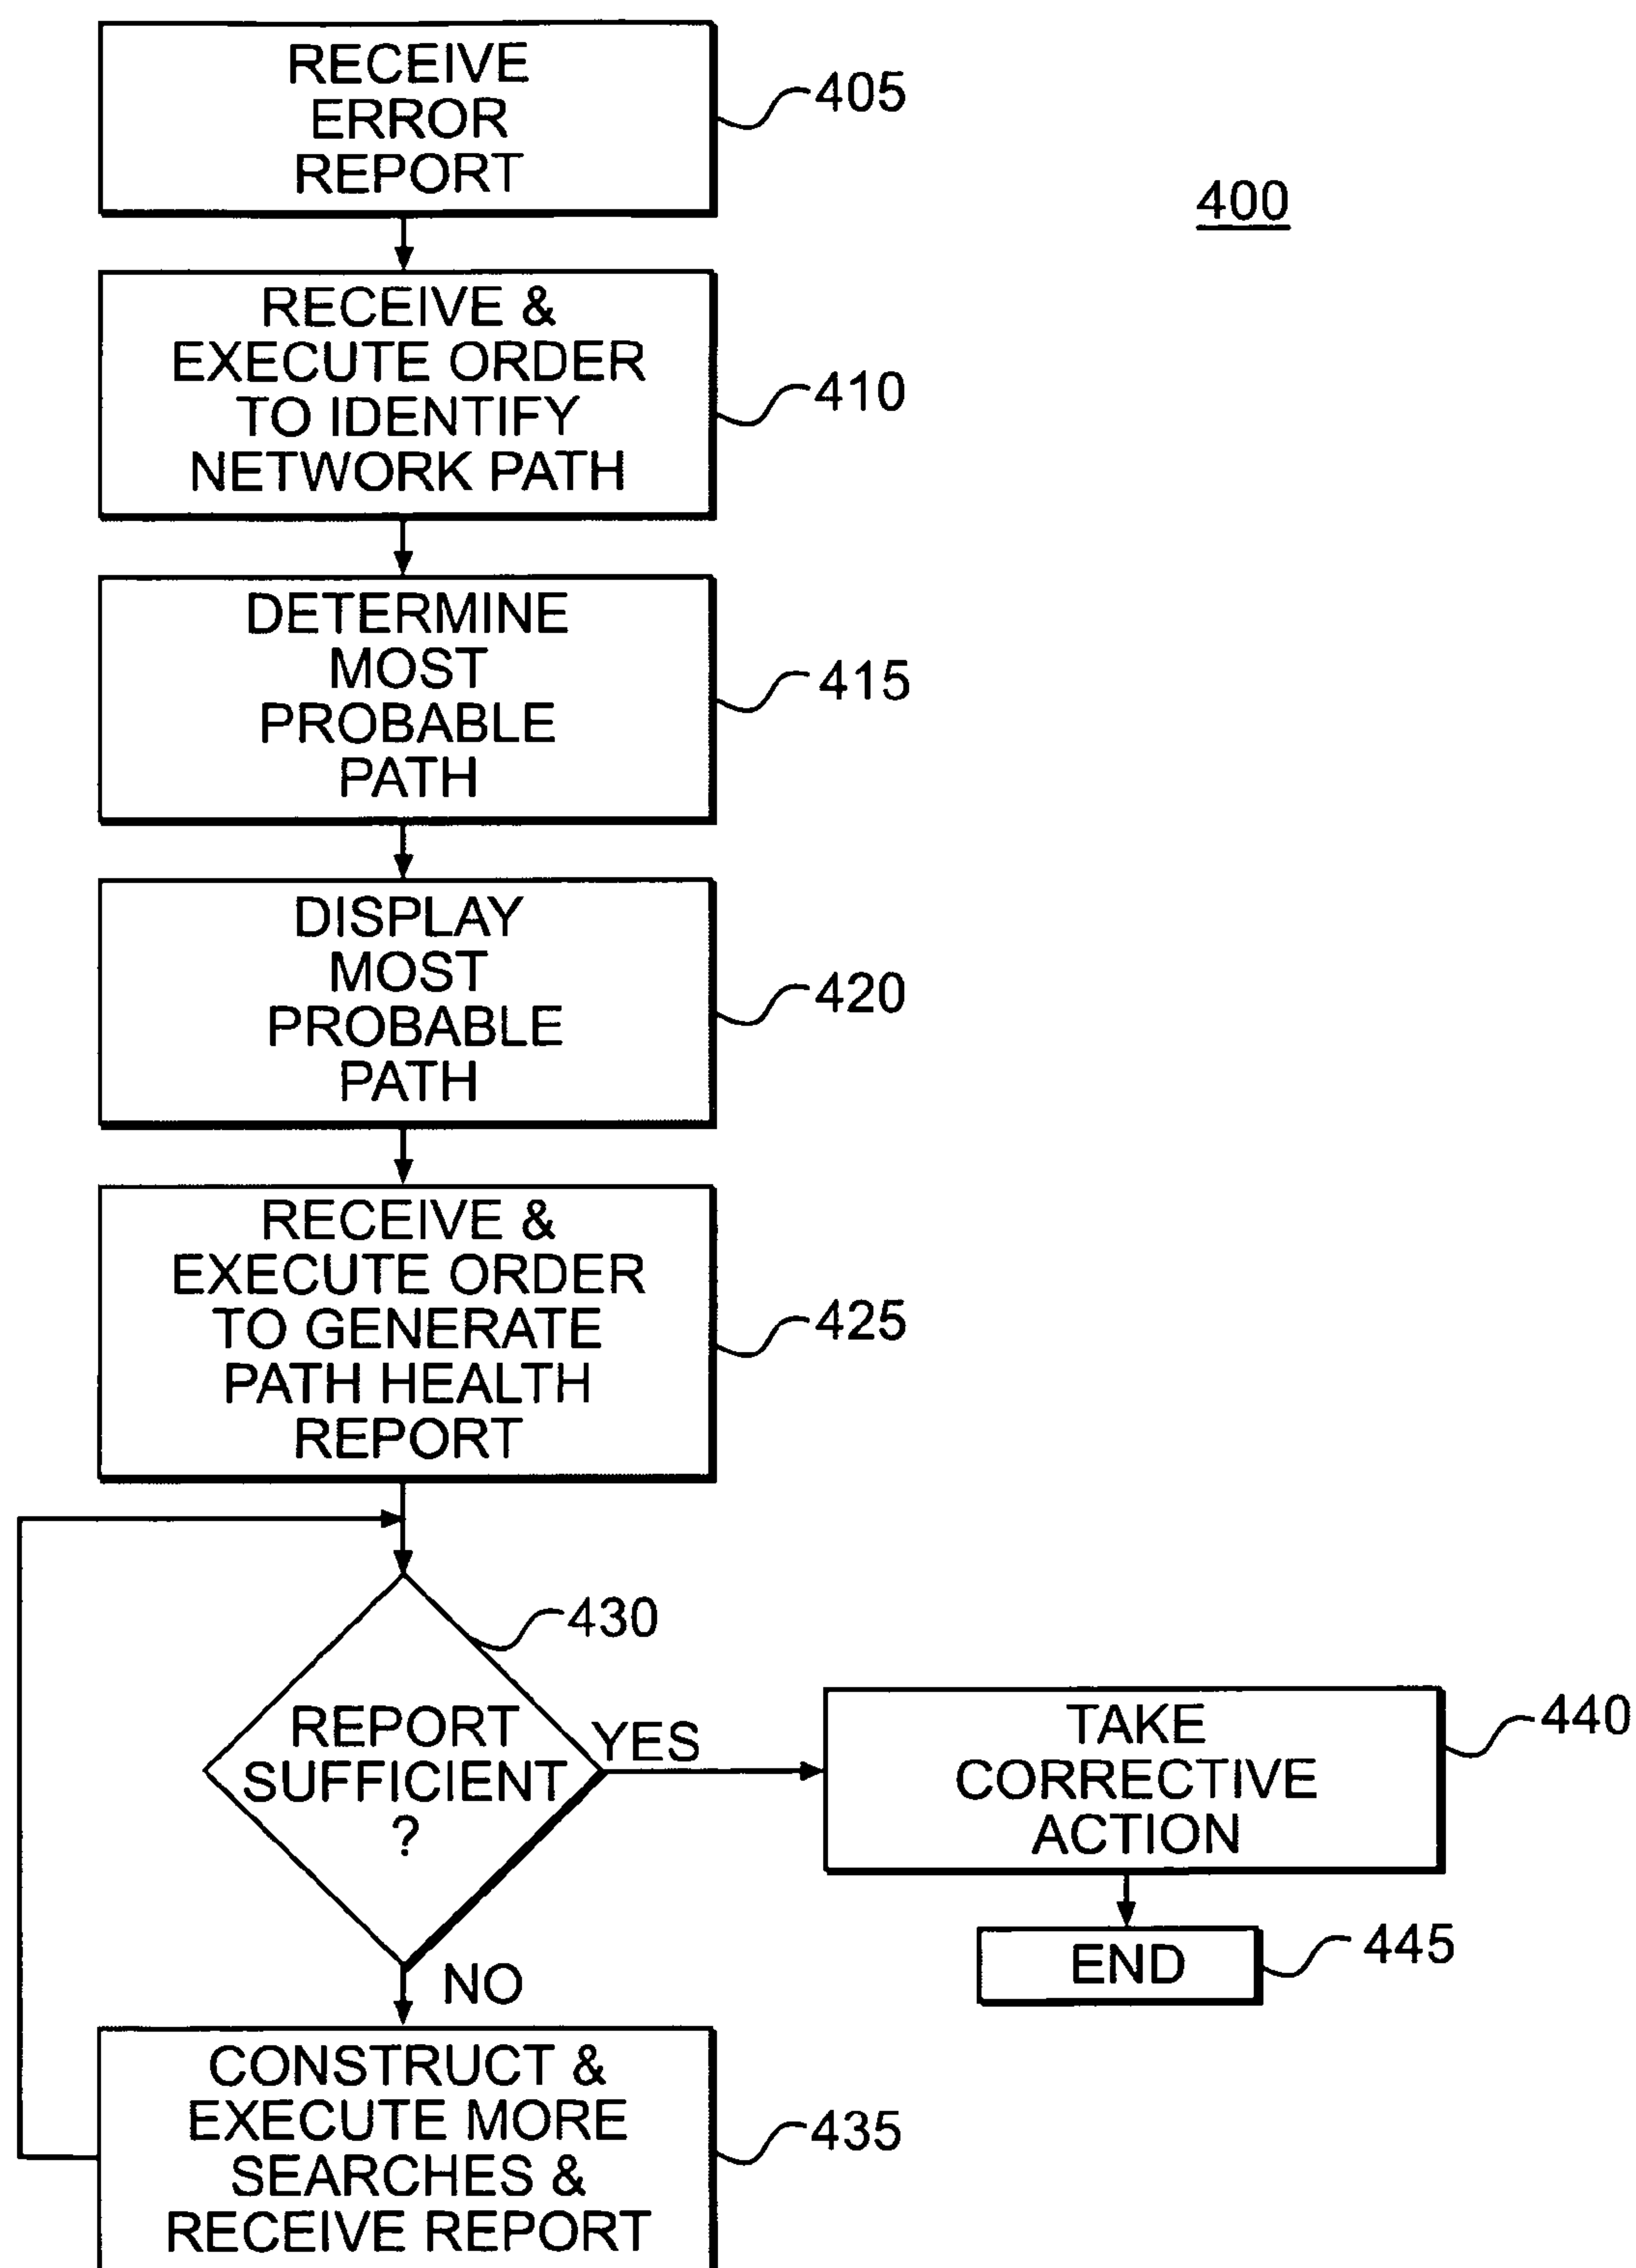 RECEIVE
ERROR
REPORT
405
400
RECEIVE &
EXECUTE ORDER
TO IDENTIFY
NETWORK PATH
410
DETERMINE
MOST
PROBABLE
PATH
415
DISPLAY
MOST
PROBABLE
PATH
420
RECEIVE &
EXECUTE ORDER
TO GENERATE
PATH HEALTH
REPORT
425
430
REPORT
SUFFICIENT
?
YES
TAKE
CORRECTIVE
ACTION
440
END
445
NO
CONSTRUCT &
EXECUTE MORE
SEARCHES &
RECEIVE REPORT
435